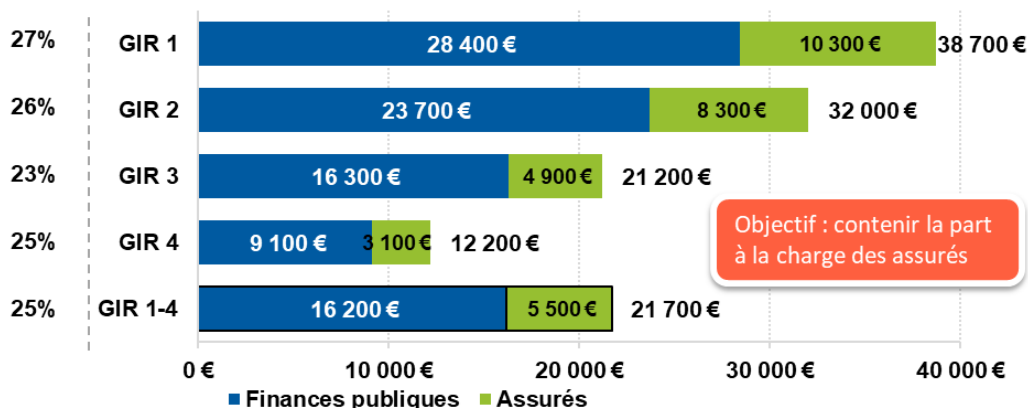 27% GIR 1 28 400 € 10 300 € 38 700 €
26% GIR 2 23 700 € 8 300 € 32 000 €
23% GIR 3 16 300 € 4 900 € 21 200 €
Objectif : contenir la part
à la charge des assurés
25% GIR 4 9 100 € 3 100 € 12 200 €
25% GIR 1-4 16 200 € 5 500 € 21 700 €
0 € 10 000 € 20 000 € 30 000 € 40 000 €
Finances publiques Assurés